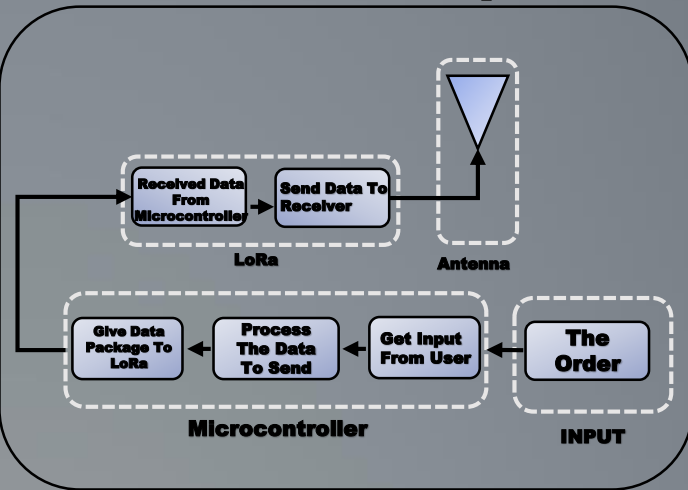 Received Data
From
Microcontroller
Send Data To
Receiver
LoRa
Antenna
Give Data
Package To
LoRa
Process
The Data
To Send
Get Input
From User
The
Order
Microcontroller
INPUT